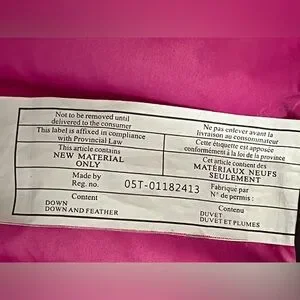 Not to be removed until
delivered to the consumer
This label is affixed in compliance
with Provincial Law
This article contains
NEW MATERIAL
ONLY
Made by
Reg. no.
05T-01182413
Content
DOWN
DOWN AND FEATHER
Ne pas enlever avant la
livraison au consommateur
Cette étiquette est apposée
conformément à la loi de la province
Cet article contient des
MATÉRIAUX NEUFS
SEULEMENT
Fabriqué par
N° de permis:
Contenu
DUVET
DUVET ET PLUMES